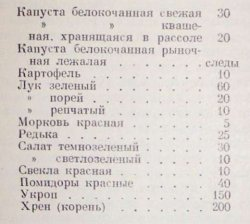 Капуста белокочанная свежая 30
» » кваше-
ная, хранящаяся в рассоле 20
Капуста белокочанная рыноч-
ная лежалая . . . . . следы
Картофель . . . . . . 10
Лук зеленый . . . . . 60
» порей . . . . . . 20
» репчатый . . . . . 10
Морковь красная . . . . 5
Редька . . . . . . . 25
Салат темнозеленый . . . 30
» светлозеленый . . . 10
Свекла красная . . . . 10
Помидоры красные . . . 40
Укроп . . . . . . . 150
Хрен (корень) . . . . . 200